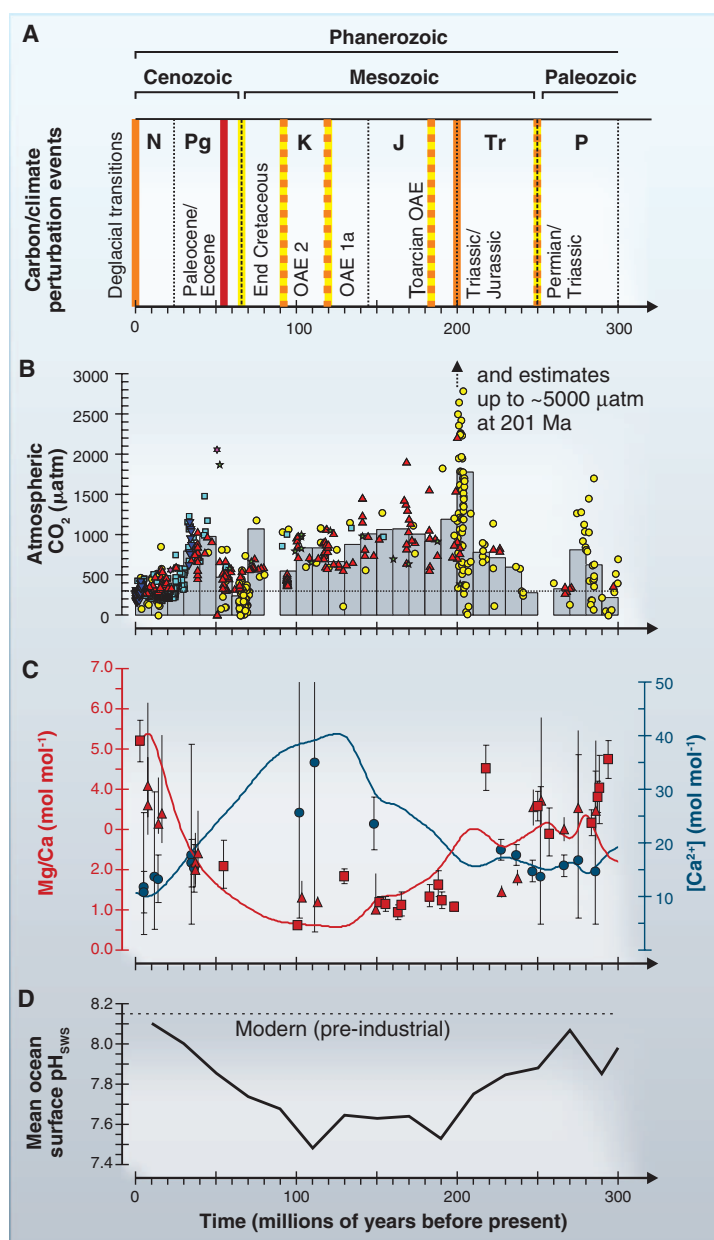 A
Phanerozoic
Cenozoic
Mesozoic
Paleozoic
Carbon/climate
perturbation events
N
Pg
K
J
Tr
P
Deglacial transitions
Paleocene/
Eocene
End Cretaceous
OAE 2
OAE 1a
Toarcian OAE
Triassic/
Jurassic
Permian/
Triassic
0
100
200
300
B
Atmospheric
CO2 (µatm)
3000
2500
2000
1500
1000
500
0
and estimates
up to ~5000 µatm
at 201 Ma
C
Mg/Ca (mol mol-1)
7.0
6.0
5.0
4.0
0
2.0
1.0
0.0
[Ca2+] (mol mol-1)
50
40
30
20
10
0
D
Mean ocean
surface pHSWS
8.2
8.0
7.8
7.6
7.4
Modern (pre-industrial)
0
100
200
300
Time (millions of years before present)